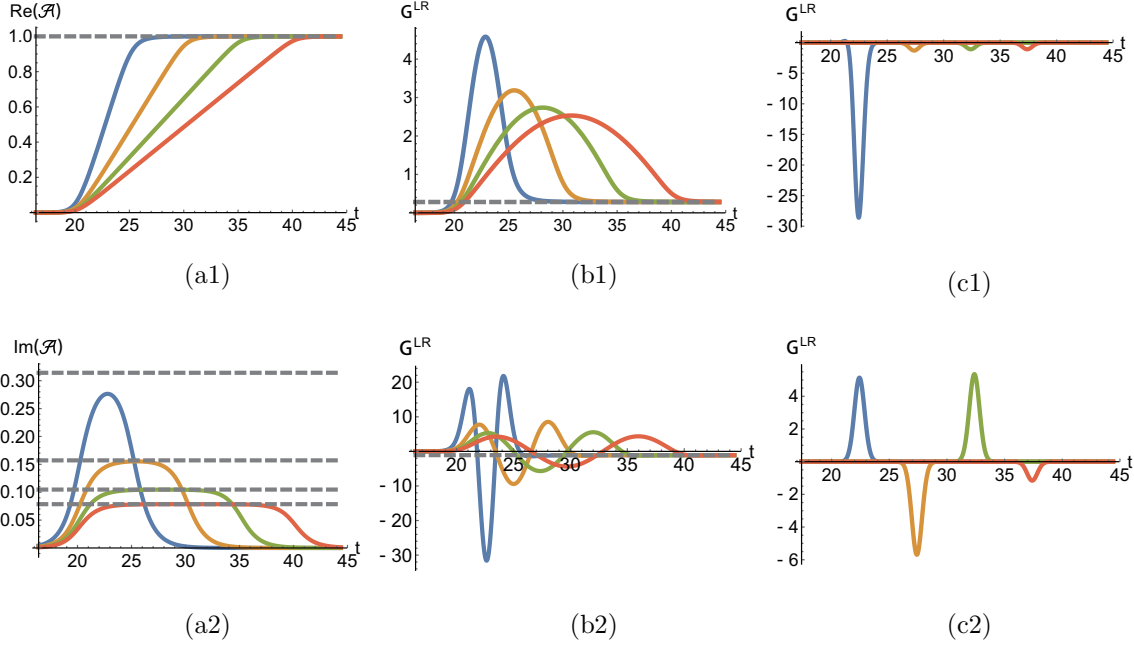 Re(𝒜)
1.0
0.8
0.6
0.4
0.2
20 25 30 35 40 45 t
(a1)
G^LR
4
3
2
1
20 25 30 35 40 45 t
(b1)
G^LR
20 25 30 35 40 45 t
- 5
- 10
- 15
- 20
- 25
- 30
(c1)
Im(𝒜)
0.30
0.25
0.20
0.15
0.10
0.05
20 25 30 35 40 45 t
(a2)
G^LR
20
10
20 25 30 35 40 45 t
- 10
- 20
- 30
(b2)
G^LR
4
2
20 25 30 35 40 45 t
- 2
- 4
- 6
(c2)